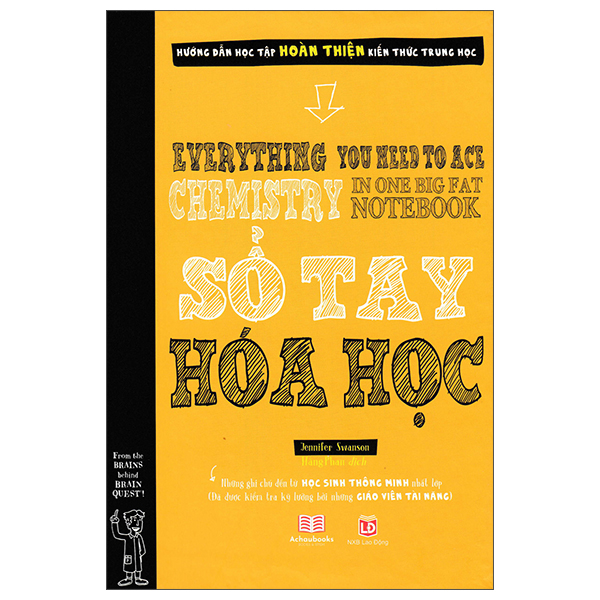 HƯỚNG DẪN HỌC TẬP HOÀN THIỆN KIẾN THỨC TRUNG HỌC
EVERYTHING YOU NEED TO ACE
CHEMISTRY IN ONE BIG FAT NOTEBOOK
SỔ TAY
HÓA HỌC
Jennifer Swanson
Hằng Phan dịch
Những ghi chú đến từ HỌC SINH THÔNG MINH nhất lớp
(Đã được kiểm tra kỹ lưỡng bởi những GIÁO VIÊN TÀI NĂNG)
From the
BRAINS
behind
BRAIN
QUEST!
Achaubooks
NXB Lao Động